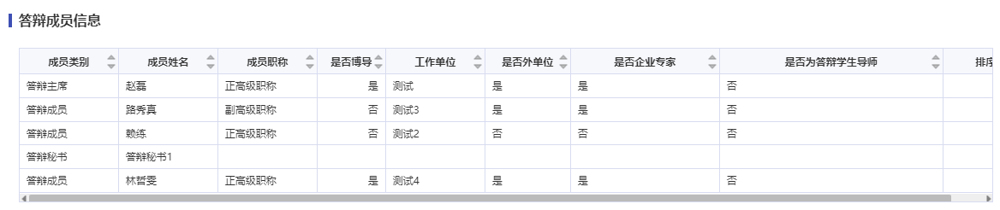 答辩成员信息
成员类别 成员姓名 成员职称 是否博导 工作单位 是否外单位 是否企业专家 是否为答辩学生导师 排序
答辩主席 赵磊 正高级职称 是 测试 是 是 否
答辩成员 路秀真 副高级职称 否 测试3 是 是 否
答辩成员 赖练 正高级职称 否 测试2 否 否 否
答辩秘书 答辩秘书1
答辩成员 林哲雯 正高级职称 是 测试4 是 是 否